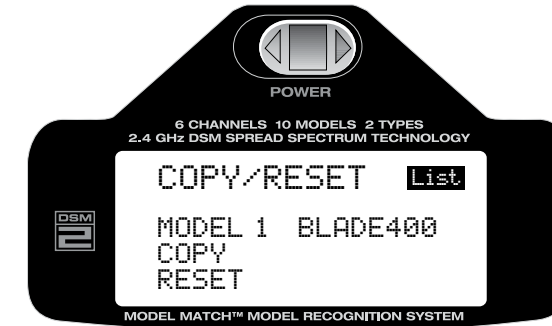 POWER
6 CHANNELS 10 MODELS 2 TYPES
2.4 GHz DSM SPREAD SPECTRUM TECHNOLOGY
COPY/RESET List
DSM
2
MODEL 1 BLADE400
COPY
RESET
MODEL MATCH™ MODEL RECOGNITION SYSTEM